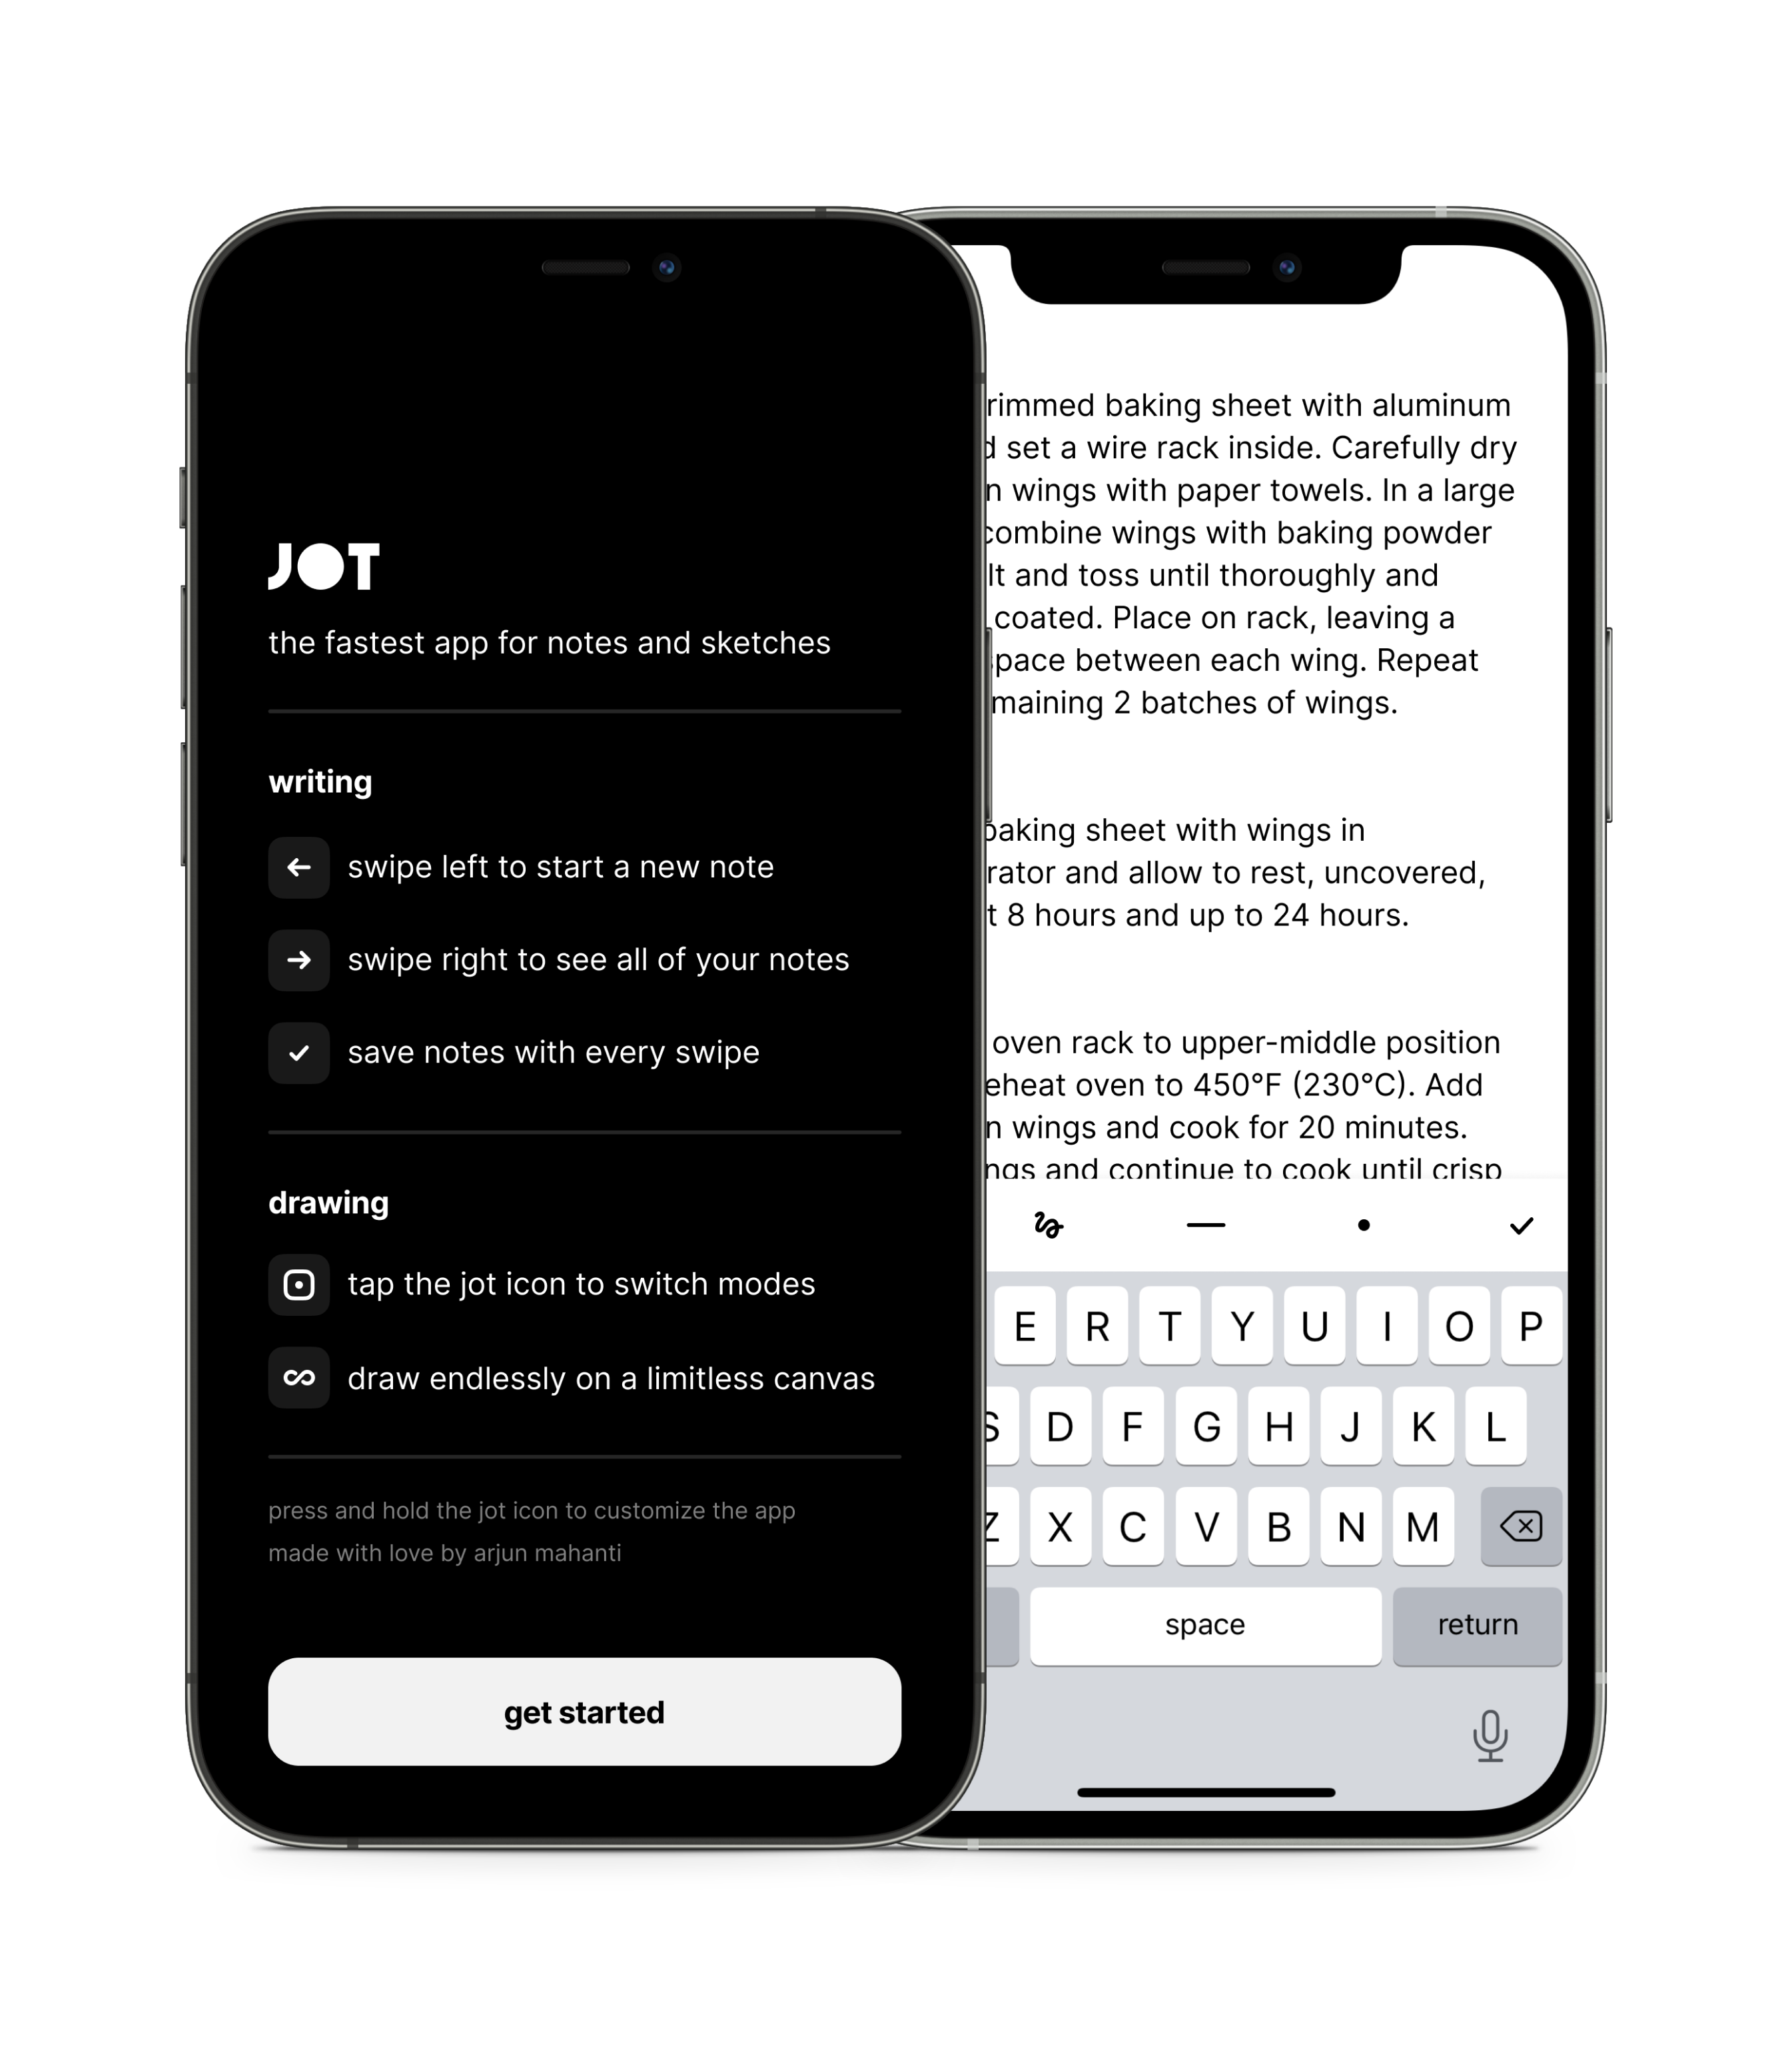 JOT
the fastest app for notes and sketches
writing
swipe left to start a new note
swipe right to see all of your notes
save notes with every swipe
drawing
tap the jot icon to switch modes
draw endlessly on a limitless canvas
press and hold the jot icon to customize the app
made with love by arjun mahanti
get started
rimmed baking sheet with aluminum
set a wire rack inside. Carefully dry
wings with paper towels. In a large
combine wings with baking powder
and toss until thoroughly and
coated. Place on rack, leaving a
space between each wing. Repeat
2 batches of wings.
baking sheet with wings in
and allow to rest, uncovered,
8 hours and up to 24 hours.
oven rack to upper-middle position
oven to 450°F (230°C). Add
wings and cook for 20 minutes.
and continue to cook until crisp
E R T Y U I O P
S D F G H J K L
Z X C V B N M
space return